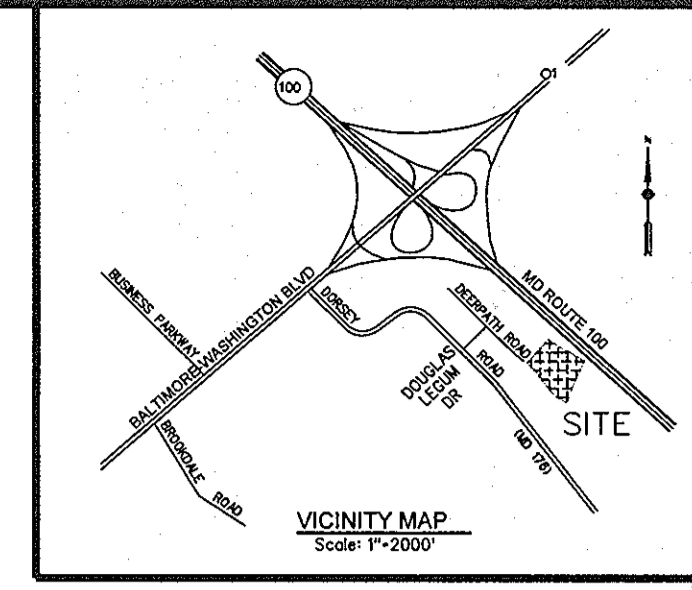 100
1
N
BUSINESS PARKWAY
BALTIMORE/WASHINGTON BLVD
DORSEY
ROAD
(MD 176)
DEERPATH ROAD
MD ROUTE 100
DOUGLAS
LEGUM
DR
SITE
BROOKDALE
ROAD
VICINITY MAP
Scale: 1"=2000'